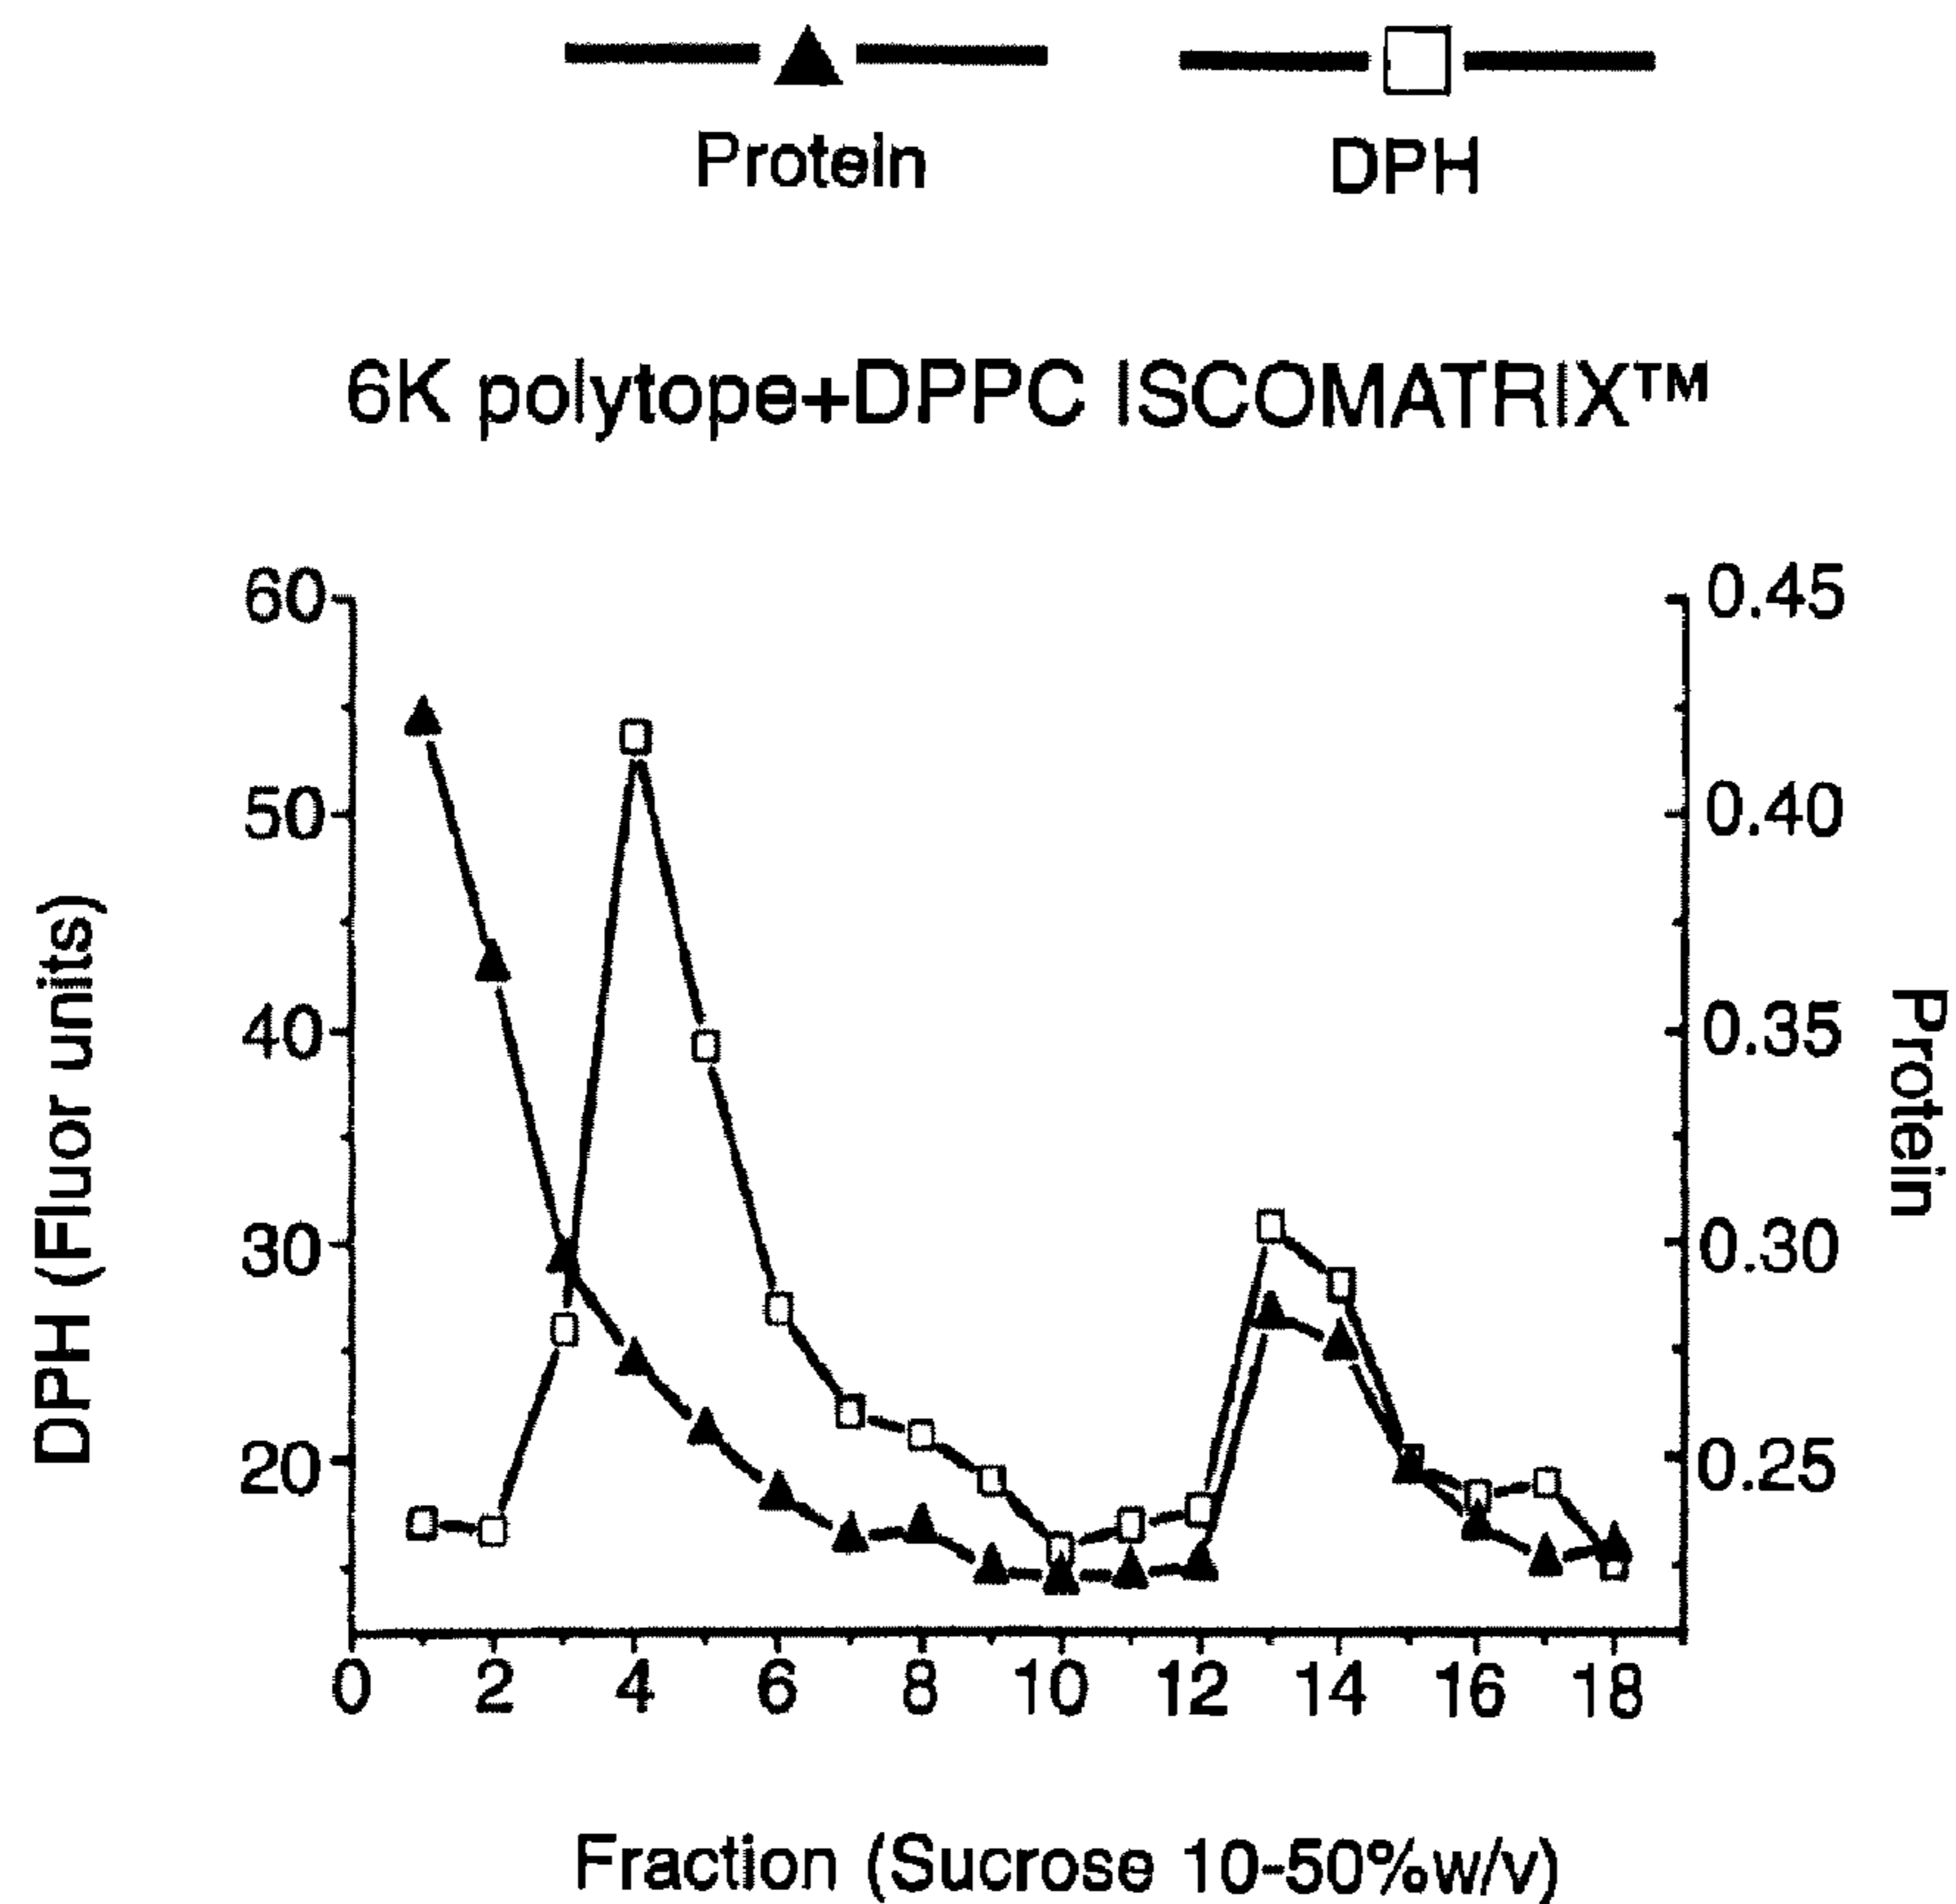 Protein DPH
6K polytope+DPPC ISCOMATRIX™
60 0.45
50 0.40
40 0.35
30 0.30
20 0.25
DPH (Fluor units)
Protein
0 2 4 6 8 10 12 14 16 18
Fraction (Sucrose 10-50%w/v)